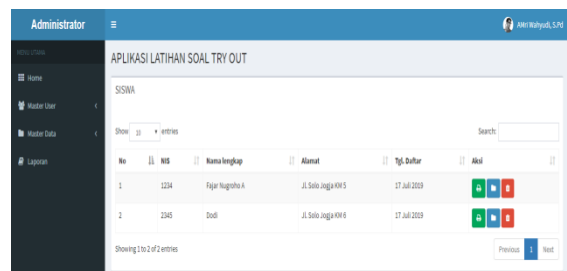 Administrator
Afitri Wahyudi, S.Pd
MENU UTAMA
APLIKASI LATIHAN SOAL TRY OUT
Home
SISWA
Master User
Master Data
Show 10 entries
Search:
Laporan
No NIS Nama lengkap Alamat Tgl. Daftar Aksi
1 1234 Fajar Nugroho A Jl. Solo Jogja KM 5 17 Juli 2019
2 2345 Dodi Jl. Solo Jogja KM 6 17 Juli 2019
Showing 1 to 2 of 2 entries
Previous 1 Next